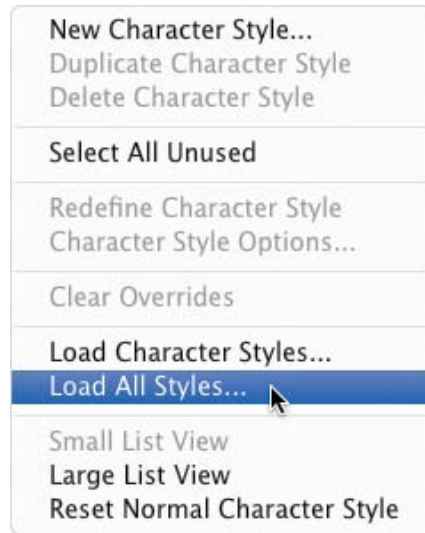 New Character Style...
Duplicate Character Style
Delete Character Style
Select All Unused
Redefine Character Style
Character Style Options...
Clear Overrides
Load Character Styles...
Load All Styles...
Small List View
Large List View
Reset Normal Character Style